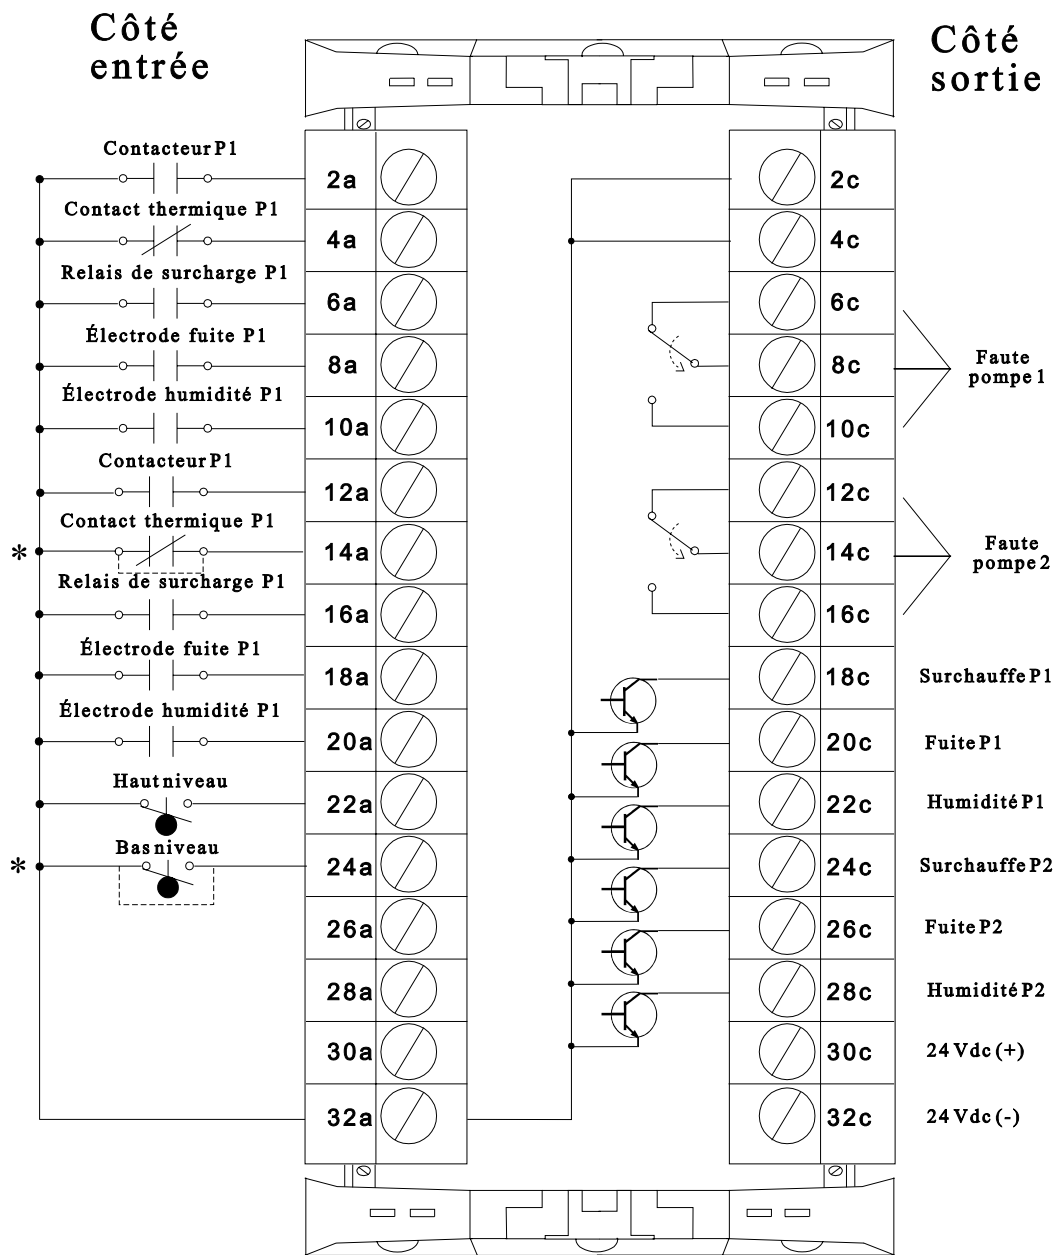 Côté
entrée
Côté
sortie
Contacteur P1
2a
2c
Contact thermique P1
4a
4c
Relais de surcharge P1
6a
6c
Électrode fuite P1
8a
8c
Faute
pompe 1
Électrode humidité P1
10a
10c
Contacteur P1
12a
12c
Contact thermique P1
*
14a
14c
Faute
pompe 2
Relais de surcharge P1
16a
16c
Électrode fuite P1
18a
18c
Surchauffe P1
Électrode humidité P1
20a
20c
Fuite P1
Haut niveau
22a
22c
Humidité P1
Bas niveau
*
24a
24c
Surchauffe P2
26a
26c
Fuite P2
28a
28c
Humidité P2
30a
30c
24 Vdc (+)
32a
32c
24 Vdc (-)